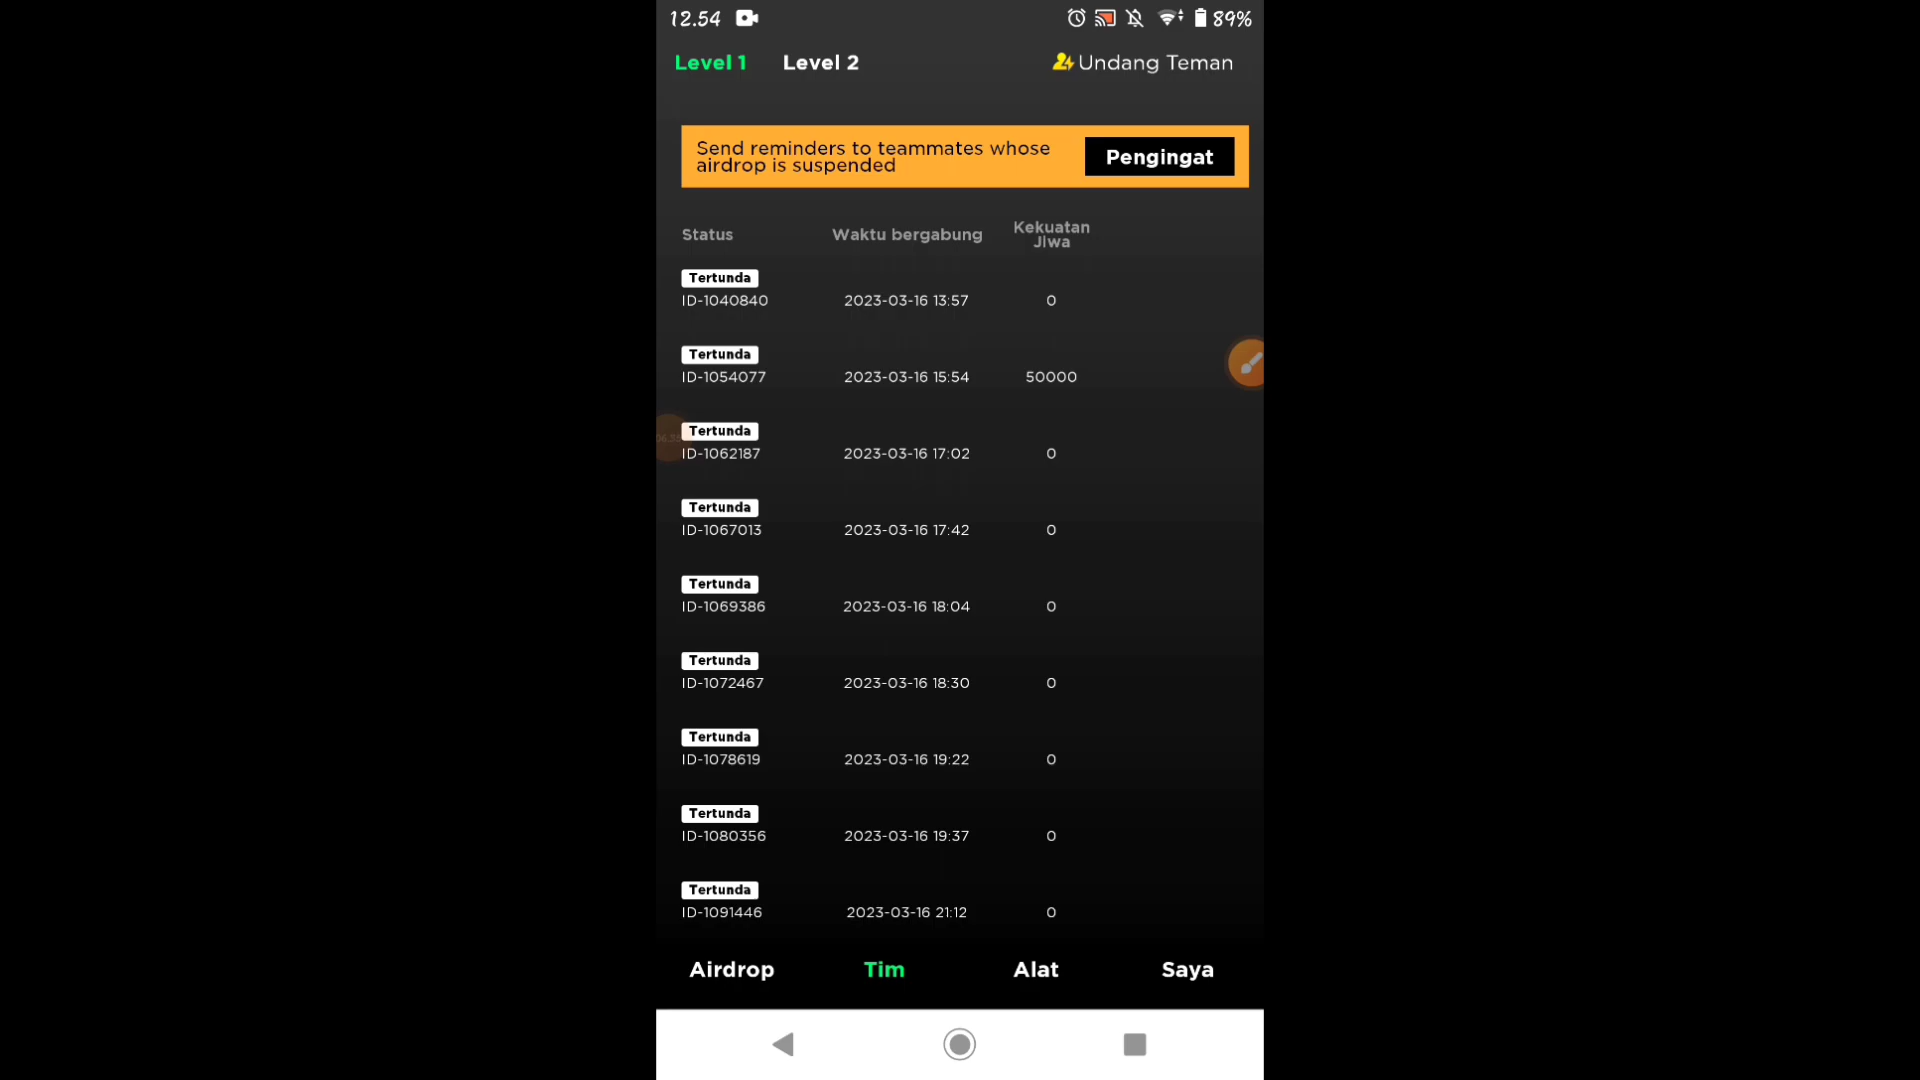 12.54 89%
Level 1 Level 2 Undang Teman
Send reminders to teammates whose
airdrop is suspended
Pengingat
Status Waktu bergabung Kekuatan
Jiwa
Tertunda
ID-1040840 2023-03-16 13:57 0
Tertunda
ID-1054077 2023-03-16 15:54 50000
Tertunda
ID-1062187 2023-03-16 17:02 0
Tertunda
ID-1067013 2023-03-16 17:42 0
Tertunda
ID-1069386 2023-03-16 18:04 0
Tertunda
ID-1072467 2023-03-16 18:30 0
Tertunda
ID-1078619 2023-03-16 19:22 0
Tertunda
ID-1080356 2023-03-16 19:37 0
Tertunda
ID-1091446 2023-03-16 21:12 0
Airdrop Tim Alat Saya